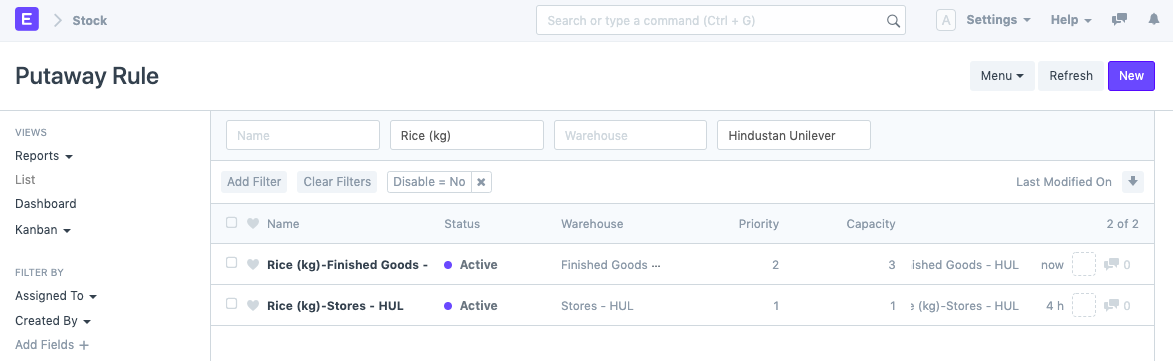 E Stock Search or type a command (Ctrl + G) A Settings Help
Putaway Rule Menu Refresh New
VIEWS
Reports
List
Dashboard
Kanban
FILTER BY
Assigned To
Created By
Add Fields +
Name Rice (kg) Warehouse Hindustan Unilever
Add Filter Clear Filters Disable = No × Last Modified On
Name Status Warehouse Priority Capacity 2 of 2
Rice (kg)-Finished Goods - Active Finished Goods ... 2 3 ished Goods - HUL now 0
Rice (kg)-Stores - HUL Active Stores - HUL 1 1 (kg)-Stores - HUL 4 h 0